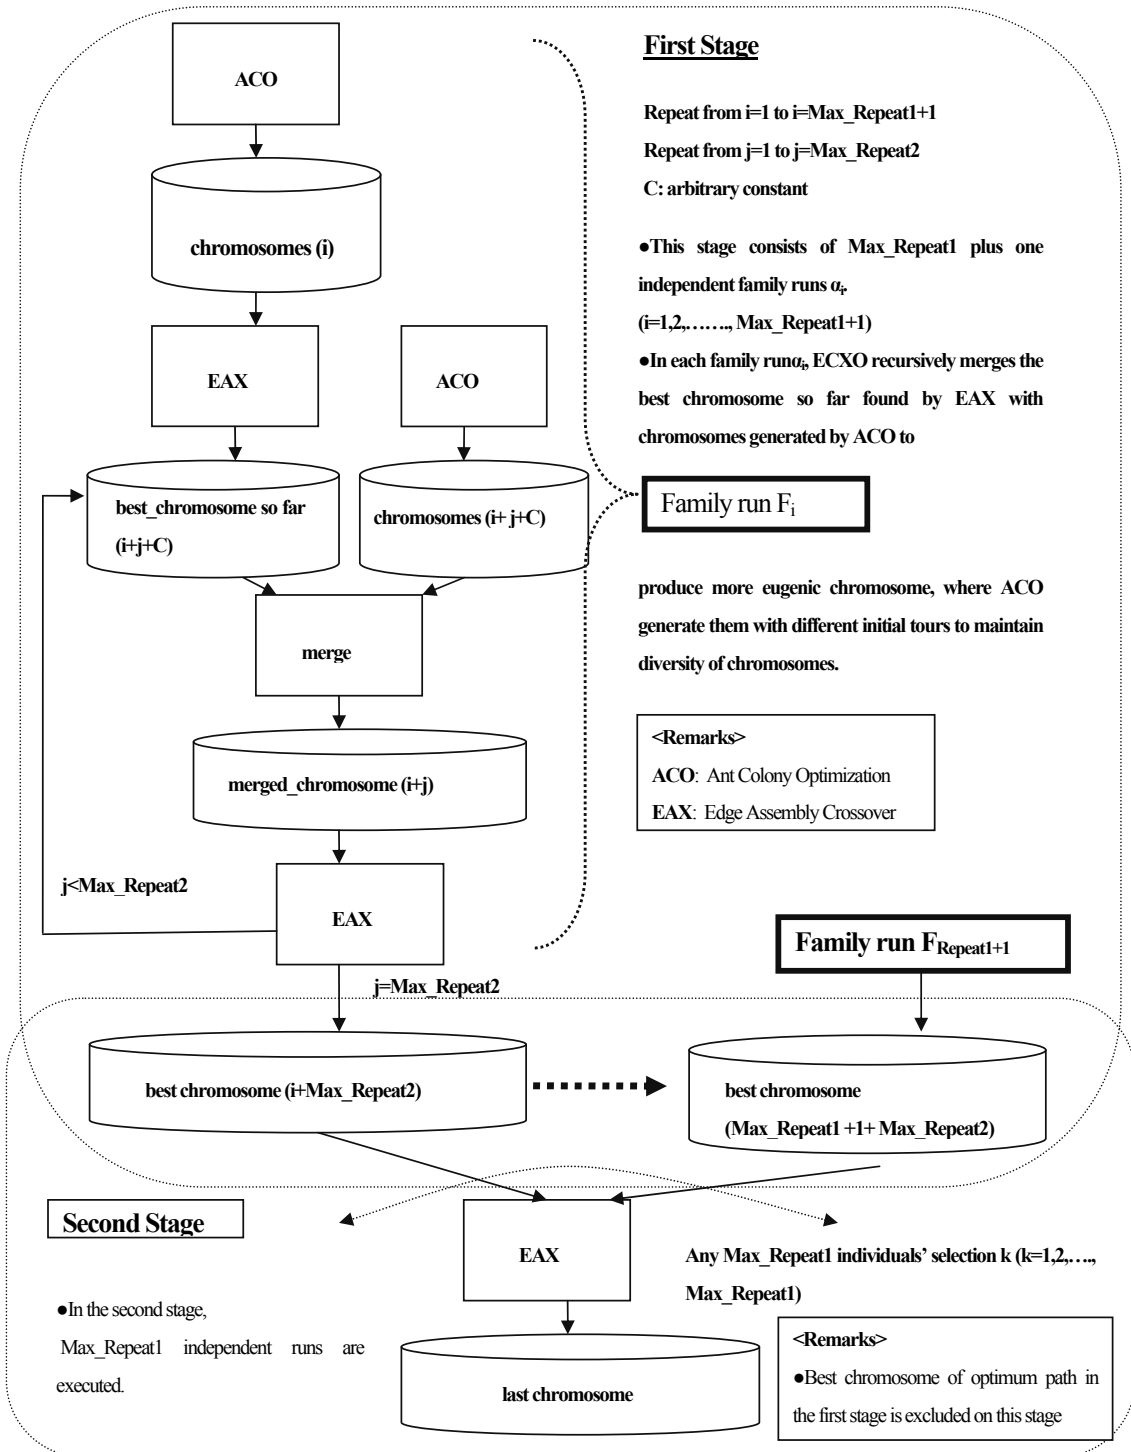 ACO
chromosomes (i)
EAX
ACO
best_chromosome so far
(i+j+C)
chromosomes (i+ j+C)
merge
merged_chromosome (i+j)
j<Max_Repeat2
EAX
j=Max_Repeat2
First Stage
Repeat from i=1 to i=Max_Repeat1+1
Repeat from j=1 to j=Max_Repeat2
C: arbitrary constant
●This stage consists of Max_Repeat1 plus one
independent family runs αi.
(i=1,2,……., Max_Repeat1+1)
●In each family runαi, ECXO recursively merges the
best chromosome so far found by EAX with
chromosomes generated by ACO to
Family run Fi
produce more eugenic chromosome, where ACO
generate them with different initial tours to maintain
diversity of chromosomes.
<Remarks>
ACO: Ant Colony Optimization
EAX: Edge Assembly Crossover
Family run FRepeat1+1
best chromosome (i+Max_Repeat2)
best chromosome
(Max_Repeat1 +1+ Max_Repeat2)
Second Stage
EAX
Any Max_Repeat1 individuals’ selection k (k=1,2,….,
Max_Repeat1)
●In the second stage,
Max_Repeat1 independent runs are
executed.
last chromosome
<Remarks>
●Best chromosome of optimum path in
the first stage is excluded on this stage